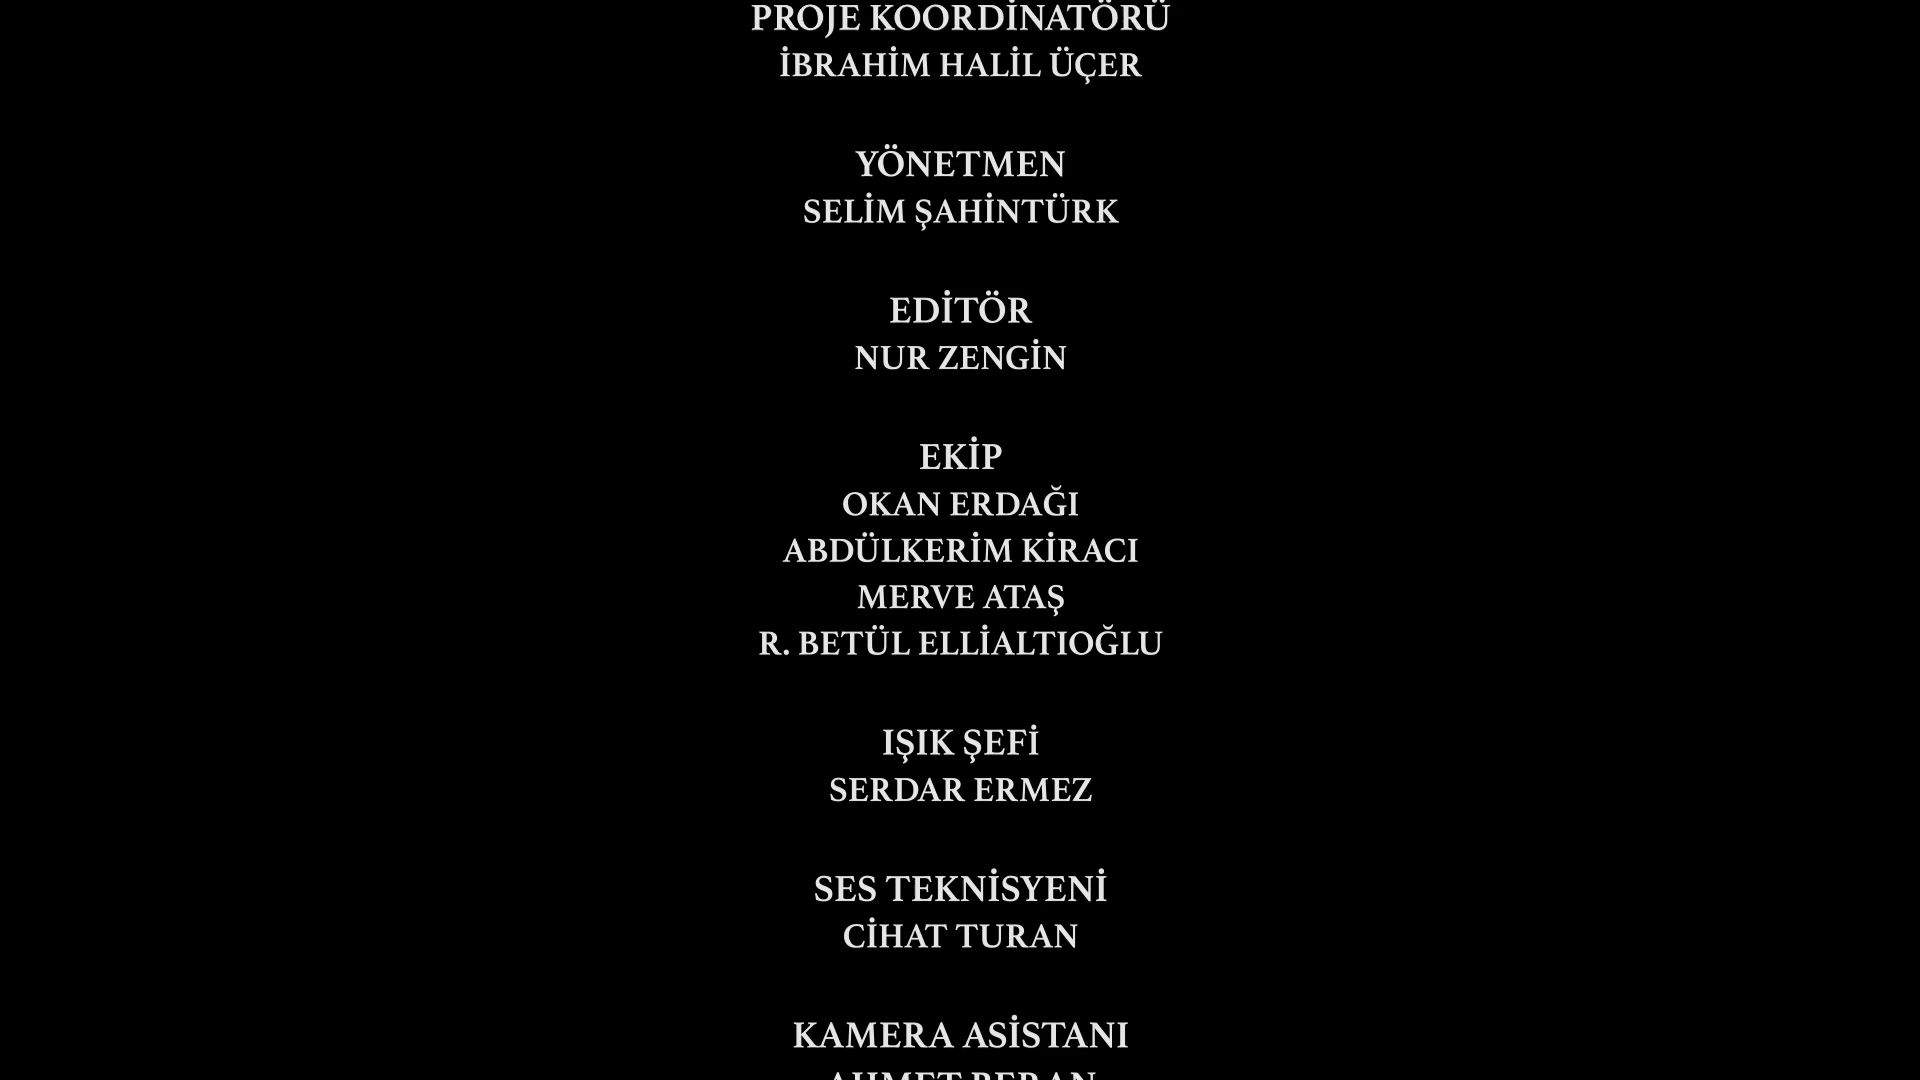 PROJE KOORDİNATÖRÜ
İBRAHİM HALİL ÜÇER
YÖNETMEN
SELİM ŞAHİNTÜRK
EDİTÖR
NUR ZENGİN
EKİP
OKAN ERDAĞI
ABDÜLKERİM KİRACI
MERVE ATAŞ
R. BETÜL ELLİALTIOĞLU
IŞIK ŞEFİ
SERDAR ERMEZ
SES TEKNİSYENİ
CİHAT TURAN
KAMERA ASİSTANI
AHMET